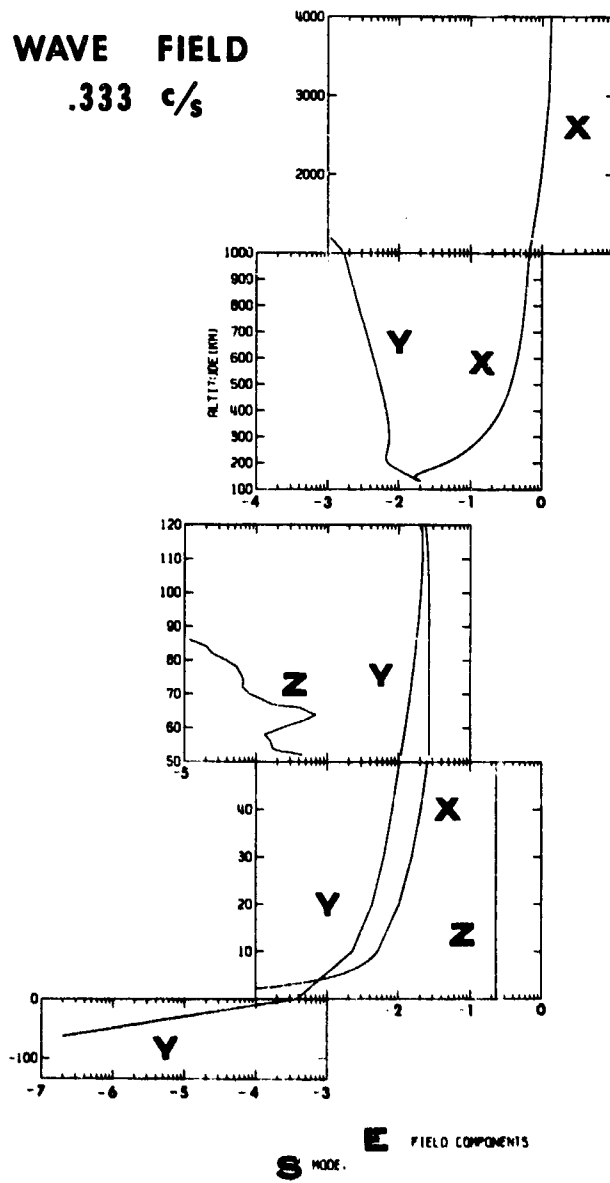 WAVE FIELD
.333 c/s
4000
2000
X
1000
900
800
700
600
500
400
300
200
100
ALTITUDE(KM)
Y
X
-4
-3
-2
-1
0
120
110
100
90
80
70
60
50
Z
Y
-5
40
30
20
10
0
X
Y
Z
-2
-1
0
-100
Y
-7
-6
-5
-4
-3
E FIELD COMPONENTS
S MODE.